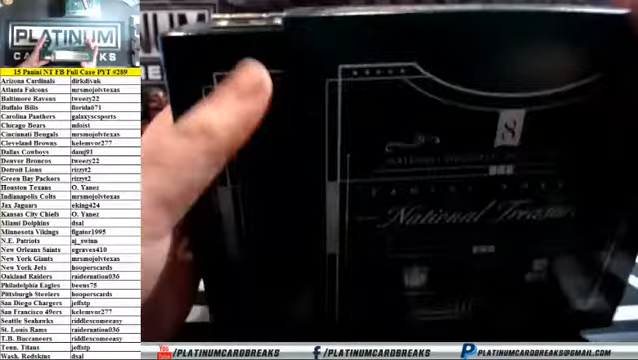 PLATINUM
15 Panini NT FB Full Case PYT #289
Arizona Cardinals dirkdivak
Atlanta Falcons mrsmojolvtexas
Baltimore Ravens tweezy22
Buffalo Bills florida071
Carolina Panthers galaxyscsports
Chicago Bears mfoist
Cincinnati Bengals mrsmojolvtexas
Cleveland Browns kelemvor277
Dallas Cowboys danuj91
Denver Broncos tweezy22
Detroit Lions rizzyt2
Green Bay Packers rizzyt2
Houston Texans O. Yanez
Indianapolis Colts mrsmojolvtexas
Jax Jaguars eking424
Kansas City Chiefs O. Yanez
Miami Dolphins dsal
Minnesota Vikings flgator1995
N.E. Patriots aj_swinn
New Orleans Saints egraves410
New York Giants mrsmojolvtexas
New York Jets hooperscards
Oakland Raiders raidernation036
Philadelphia Eagles beens75
Pittsburgh Steelers hooperscards
San Diego Chargers jeffstp
San Francisco 49ers kelemvor277
Seattle Seahawks riddlesomeeasy
St. Louis Rams raidernation036
T.B. Buccaneers riddlesomeeasy
Tenn. Titans jeffstp
Wash. Redskins dsal
8
National Treasures
You Tube /PLATINUMCARDBREAKS
f /PLATINUMCARDBREAKS
P PLATINUMCARDBREAKS@GMAIL.COM